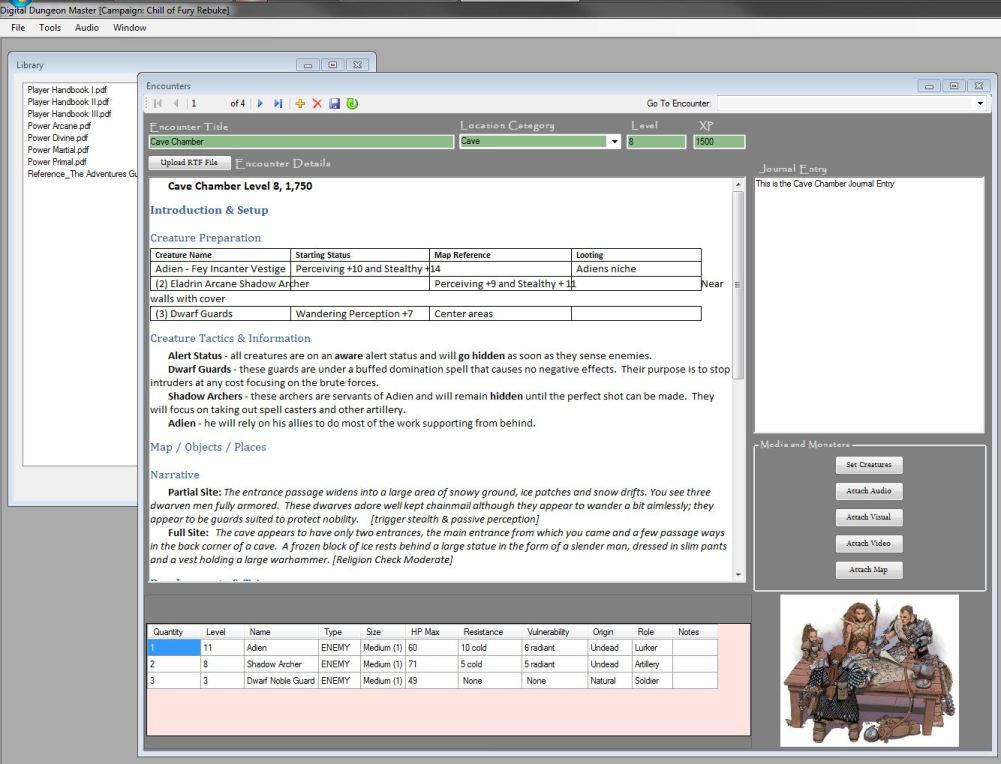 Digital Dungeon Master [Campaign: Chill of Fury Rebuke]
File Tools Audio Window
Library
Player Handbook I.pdf
Player Handbook II.pdf
Player Handbook III.pdf
Power Arcane.pdf
Power Divine.pdf
Power Martial.pdf
Power Primal.pdf
Reference_The Adventures Gu
Encounters
1 of 4 Go To Encounter:
Encounter Title Location Category Level XP
Cave Chamber Cave 8 1500
Upload RTF File Encounter Details
Cave Chamber Level 8, 1,750
Introduction & Setup
Creature Preparation
Creature Name Starting Status Map Reference Looting
Adien - Fey Incanter Vestige Perceiving +10 and Stealthy +14 Adiens niche
(2) Eladrin Arcane Shadow Archer Perceiving +9 and Stealthy + 11 Near
walls with cover
(3) Dwarf Guards Wandering Perception +7 Center areas
Creature Tactics & Information
Alert Status - all creatures are on an aware alert status and will go hidden as soon as they sense enemies.
Dwarf Guards - these guards are under a buffed domination spell that causes no negative effects. Their purpose is to stop
intruders at any cost focusing on the brute forces.
Shadow Archers - these archers are servants of Adien and will remain hidden until the perfect shot can be made. They
will focus on taking out spell casters and other artillery.
Adien - he will rely on his allies to do most of the work supporting from behind.
Map / Objects / Places
Narrative
Partial Site: The entrance passage widens into a large area of snowy ground, ice patches and snow drifts. You see three
dwarven men fully armored. These dwarves adore well kept chainmail although they appear to wander a bit aimlessly; they
appear to be guards suited to protect nobility. [trigger stealth & passive perception]
Full Site: The cave appears to have only two entrances, the main entrance from which you came and a few passage ways
in the back corner of a cave. A frozen block of ice rests behind a large statue in the form of a slender man, dressed in slim pants
and a vest holding a large warhammer. [Religion Check Moderate]
Journal Entry
This is the Cave Chamber Journal Entry
Media and Monsters
Set Creatures
Attach Audio
Attach Visual
Attach Video
Attach Map
Quantity Level Name Type Size HP Max Resistance Vulnerability Origin Role Notes
1 11 Adien ENEMY Medium (1) 60 10 cold 6 radiant Undead Lurker
2 8 Shadow Archer ENEMY Medium (1) 71 5 cold 5 radiant Undead Artillery
3 3 Dwarf Noble Guard ENEMY Medium (1) 49 None None Natural Soldier